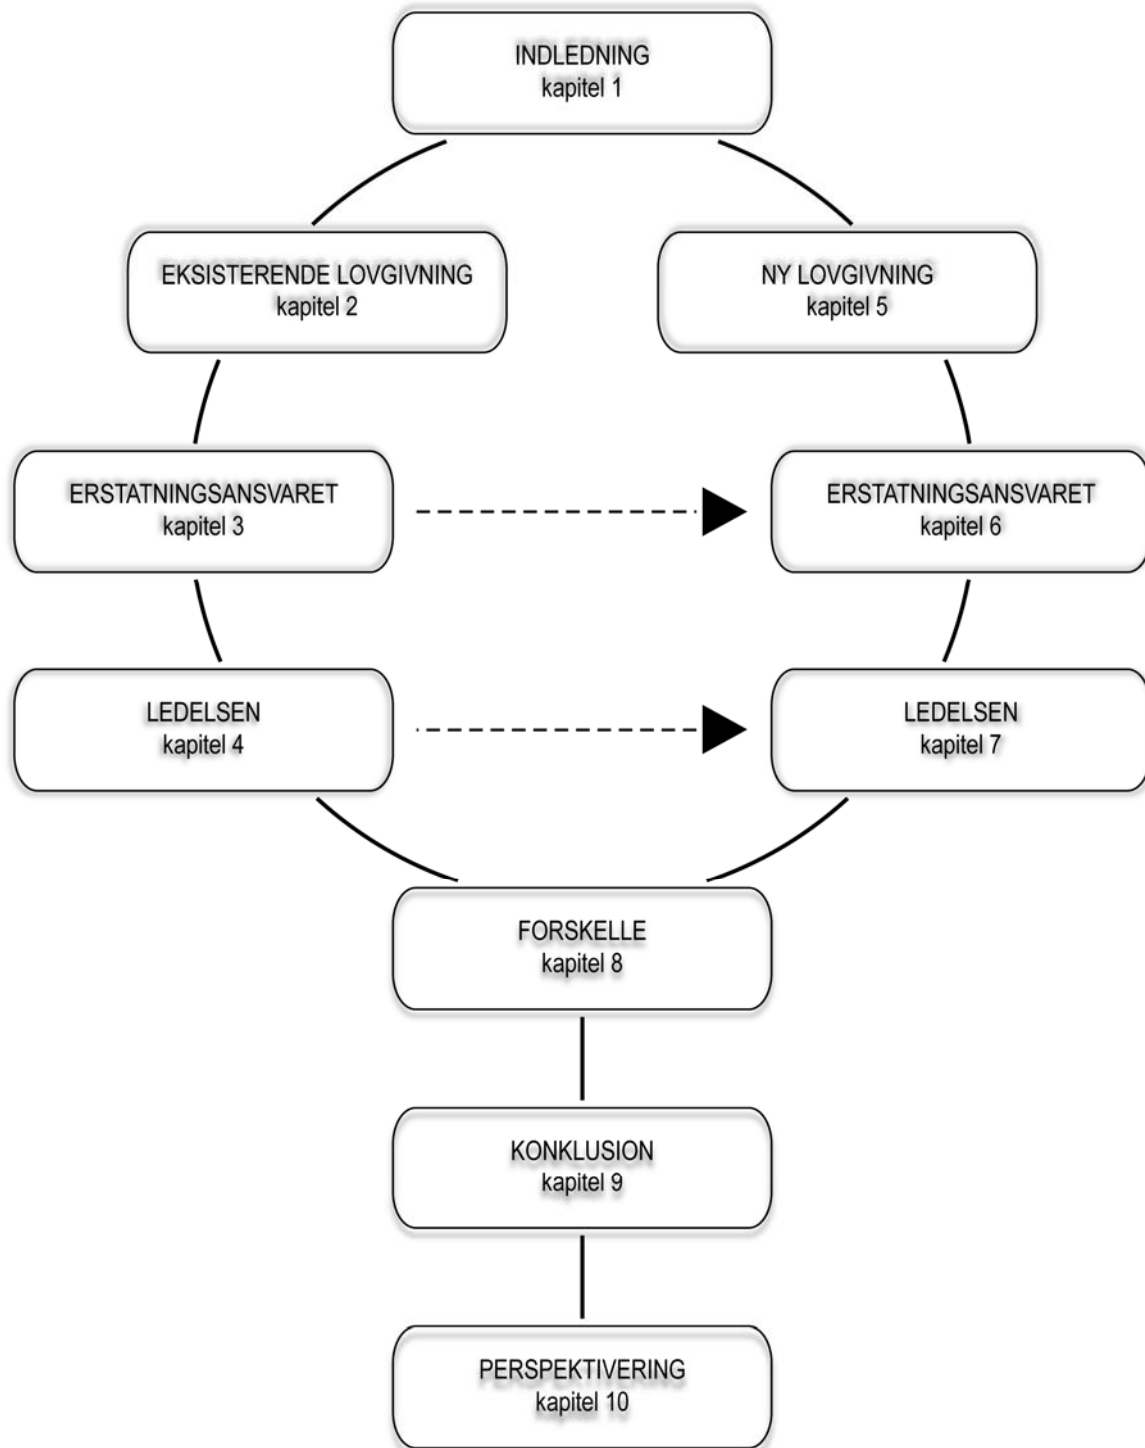 INDLEDNING
kapitel 1
EKSISTERENDE LOVGIVNING
kapitel 2
NY LOVGIVNING
kapitel 5
ERSTATNINGSANSVARET
kapitel 3
ERSTATNINGSANSVARET
kapitel 6
LEDELSEN
kapitel 4
LEDELSEN
kapitel 7
FORSKELLE
kapitel 8
KONKLUSION
kapitel 9
PERSPEKTIVERING
kapitel 10